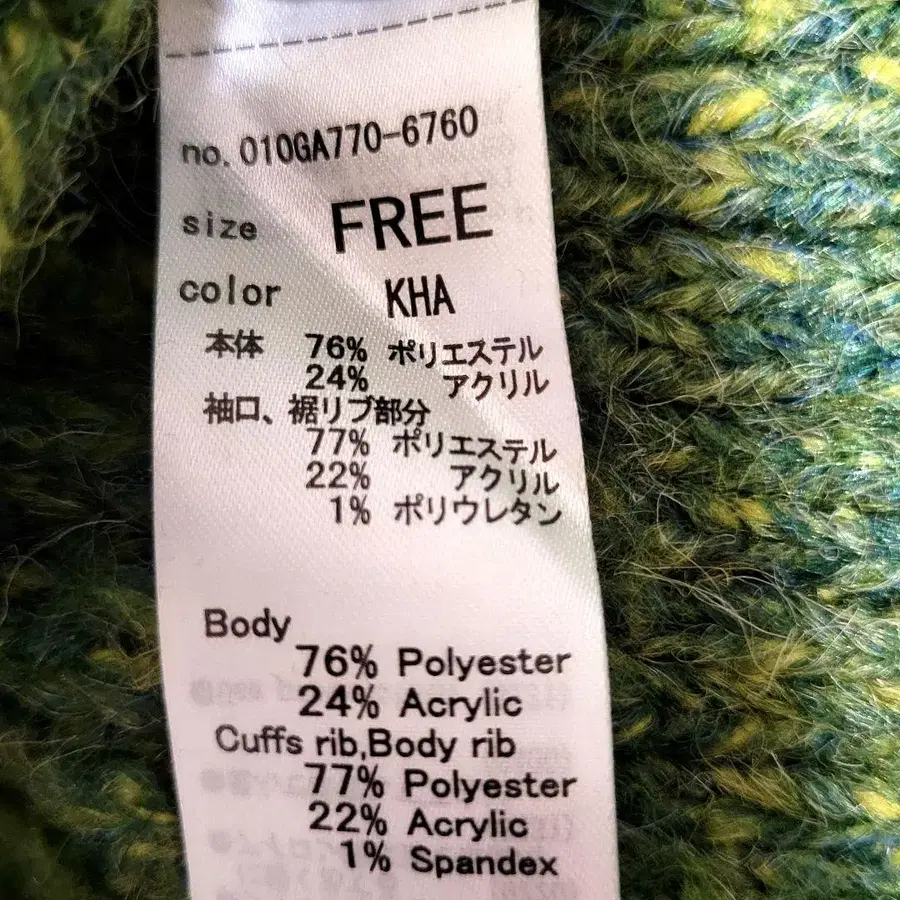 no. 010GA770-6760
size FREE
color KHA
本体 76% ポリエステル
24% アクリル
袖口、裾リブ部分
77% ポリエステル
22% アクリル
1% ポリウレタン
Body
76% Polyester
24% Acrylic
Cuffs rib,Body rib
77% Polyester
22% Acrylic
1% Spandex